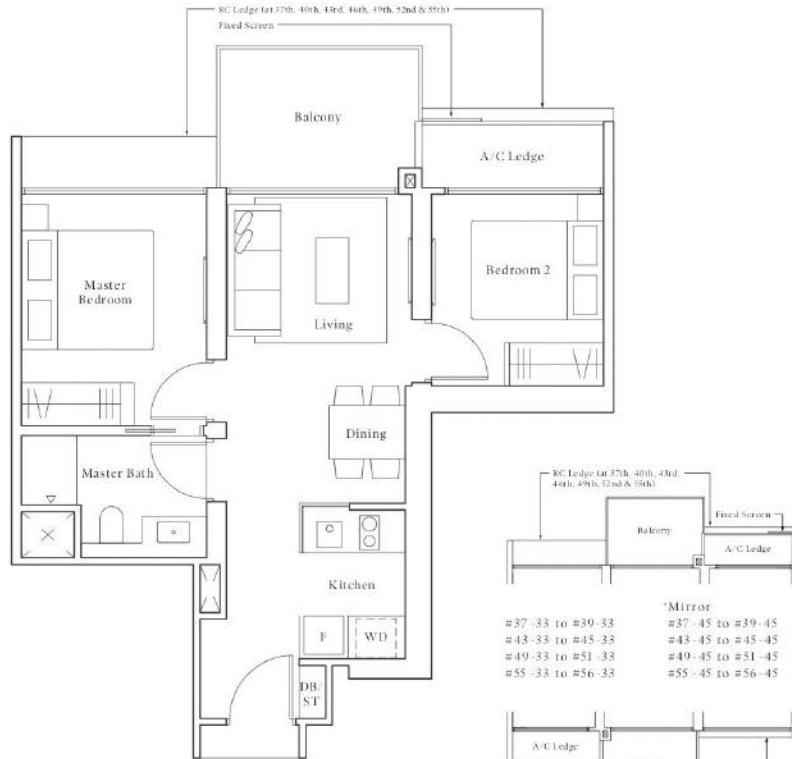 RC Ledge (at 37th, 40th, 43rd, 46th, 49th, 52nd & 55th)
Fixed Screen
Balcony
A/C Ledge
Master
Bedroom
Bedroom 2
Living
Dining
Master Bath
Kitchen
F
WD
DB/
ST
RC Ledge (at 37th, 40th, 43rd,
46th, 49th, 52nd & 55th)
Fixed Screen
Balcony
A/C Ledge
*Mirror
#37-33 to #39-33 #37-45 to #39-45
#43-33 to #45-33 #43-45 to #45-45
#49-33 to #51-33 #49-45 to #51-45
#55-33 to #56-33 #55-45 to #56-45
A/C Ledge